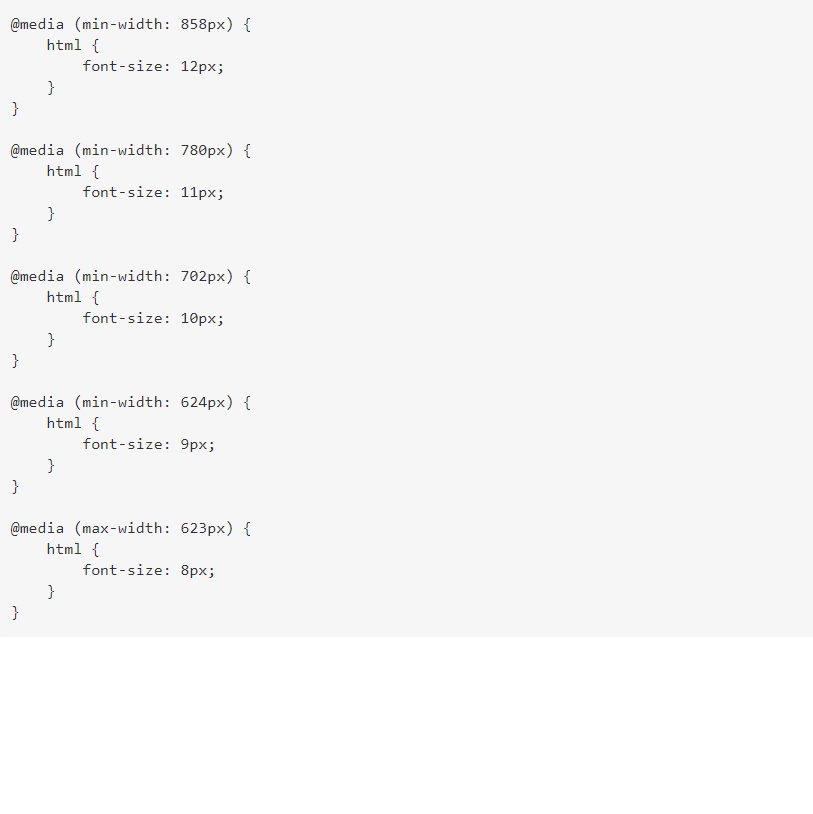 @media (min-width: 858px) {
    html {
        font-size: 12px;
    }
}

@media (min-width: 780px) {
    html {
        font-size: 11px;
    }
}

@media (min-width: 702px) {
    html {
        font-size: 10px;
    }
}

@media (min-width: 624px) {
    html {
        font-size: 9px;
    }
}

@media (max-width: 623px) {
    html {
        font-size: 8px;
    }
}